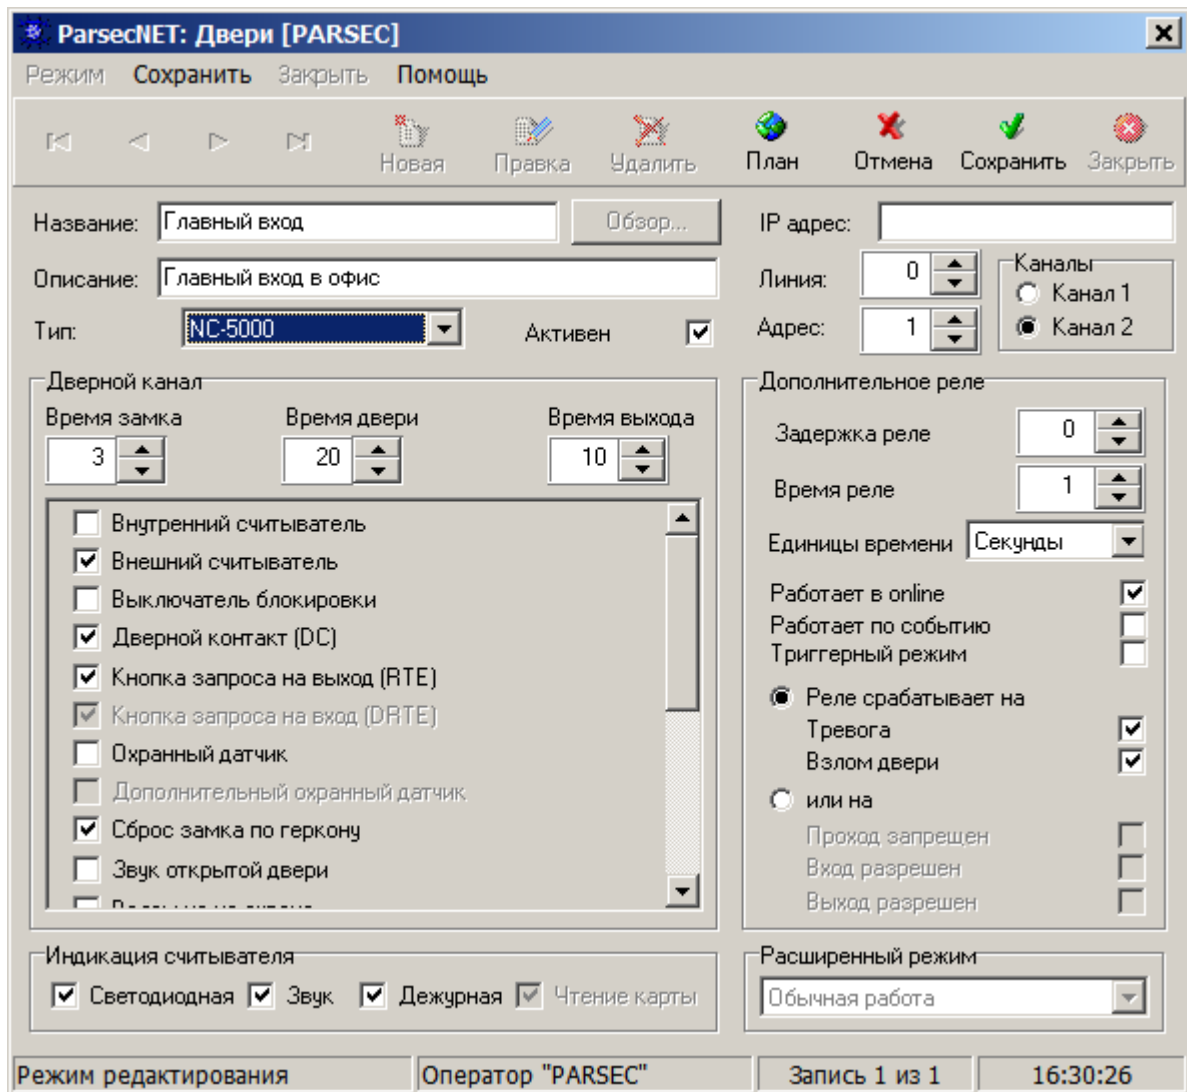 ParsecNET: Двери [PARSEC]
Режим Сохранить Закрыть Помощь
Новая Правка Удалить План Отмена Сохранить Закрыть
Название: Главный вход Обзор... IP адрес:
Описание: Главный вход в офис Линия: 0 Каналы
Канал 1
Тип: NC-5000 Активен Адрес: 1 Канал 2
Дверной канал
Время замка Время двери Время выхода
3 20 10
Внутренний считыватель
Внешний считыватель
Выключатель блокировки
Дверной контакт (DC)
Кнопка запроса на выход (RTE)
Кнопка запроса на вход (DRTE)
Охранный датчик
Дополнительный охранный датчик
Сброс замка по геркону
Звук открытой двери
Дополнительное реле
Задержка реле 0
Время реле 1
Единицы времени Секунды
Работает в online
Работает по событию
Триггерный режим
Реле срабатывает на
Тревога
Взлом двери
или на
Проход запрещен
Вход разрешен
Выход разрешен
Индикация считывателя
Светодиодная Звук Дежурная Чтение карты
Расширенный режим
Обычная работа
Режим редактирования Оператор "PARSEC" Запись 1 из 1 16:30:26